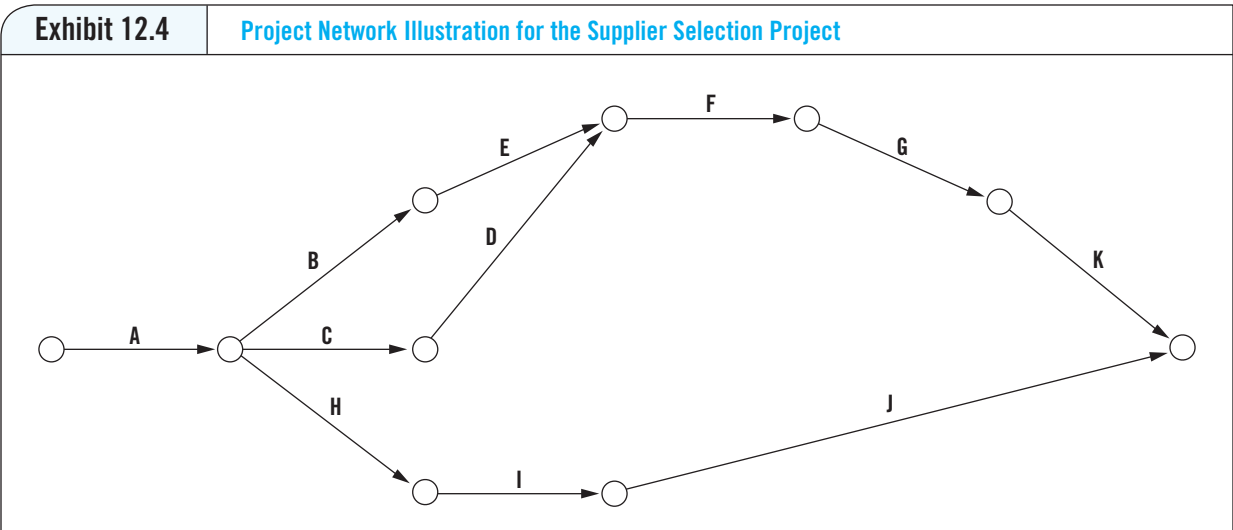 Exhibit 12.4
Project Network Illustration for the Supplier Selection Project
F
E
G
D
B
K
A
C
H
J
I